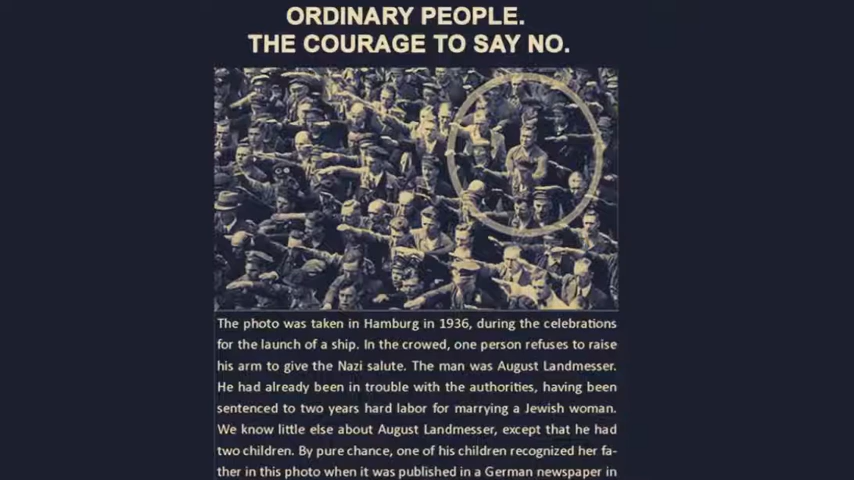 ORDINARY PEOPLE.
THE COURAGE TO SAY NO.
The photo was taken in Hamburg in 1936, during the celebrations
for the launch of a ship. In the crowed, one person refuses to raise
his arm to give the Nazi salute. The man was August Landmesser.
He had already been in trouble with the authorities, having been
sentenced to two years hard labor for marrying a Jewish woman.
We know little else about August Landmesser, except that he had
two children. By pure chance, one of his children recognized her fa-
ther in this photo when it was published in a German newspaper in